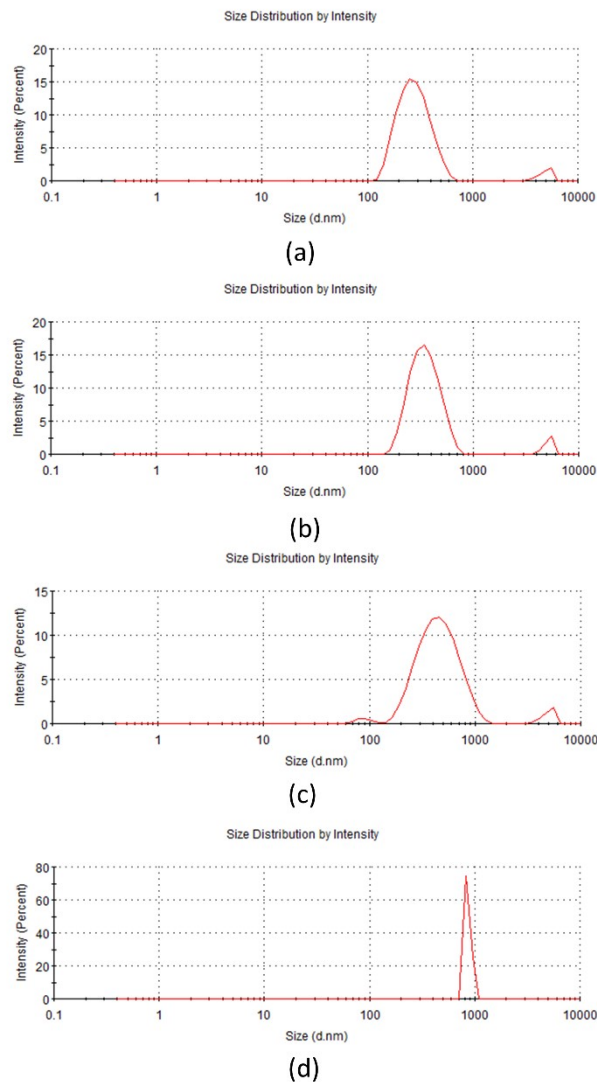 Size Distribution by Intensity
20
15
10
5
0
Intensity (Percent)
0.1 1 10 100 1000 10000
Size (d.nm)
(a)
Size Distribution by Intensity
20
15
10
5
0
Intensity (Percent)
0.1 1 10 100 1000 10000
Size (d.nm)
(b)
Size Distribution by Intensity
15
10
5
0
Intensity (Percent)
0.1 1 10 100 1000 10000
Size (d.nm)
(c)
Size Distribution by Intensity
80
60
40
20
0
Intensity (Percent)
0.1 1 10 100 1000 10000
Size (d.nm)
(d)